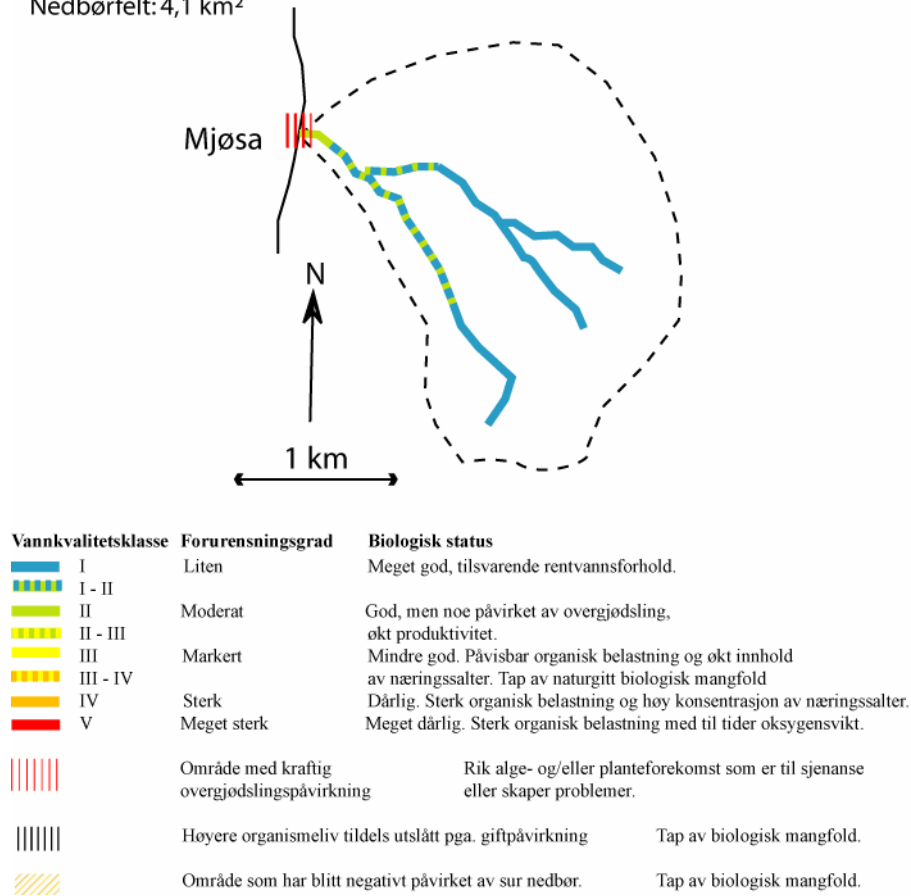 Nedbørfelt: 4,1 km²
Mjøsa
N
1 km
Vannkvalitetsklasse Forurensningsgrad Biologisk status
I Liten Meget god, tilsvarende rentvannsforhold.
I - II
II Moderat God, men noe påvirket av overgjødsling,
II - III økt produktivitet.
III Markert Mindre god. Påvisbar organisk belastning og økt innhold
III - IV av næringssalter. Tap av naturgitt biologisk mangfold
IV Sterk Dårlig. Sterk organisk belastning og høy konsentrasjon av næringssalter.
V Meget sterk Meget dårlig. Sterk organisk belastning med til tider oksygensvikt.
Område med kraftig Rik alge- og/eller planteforekomst som er til sjenanse
overgjødslingspåvirkning eller skaper problemer.
Høyere organismeliv tildels utslått pga. giftpåvirkning Tap av biologisk mangfold.
Område som har blitt negativt påvirket av sur nedbør. Tap av biologisk mangfold.